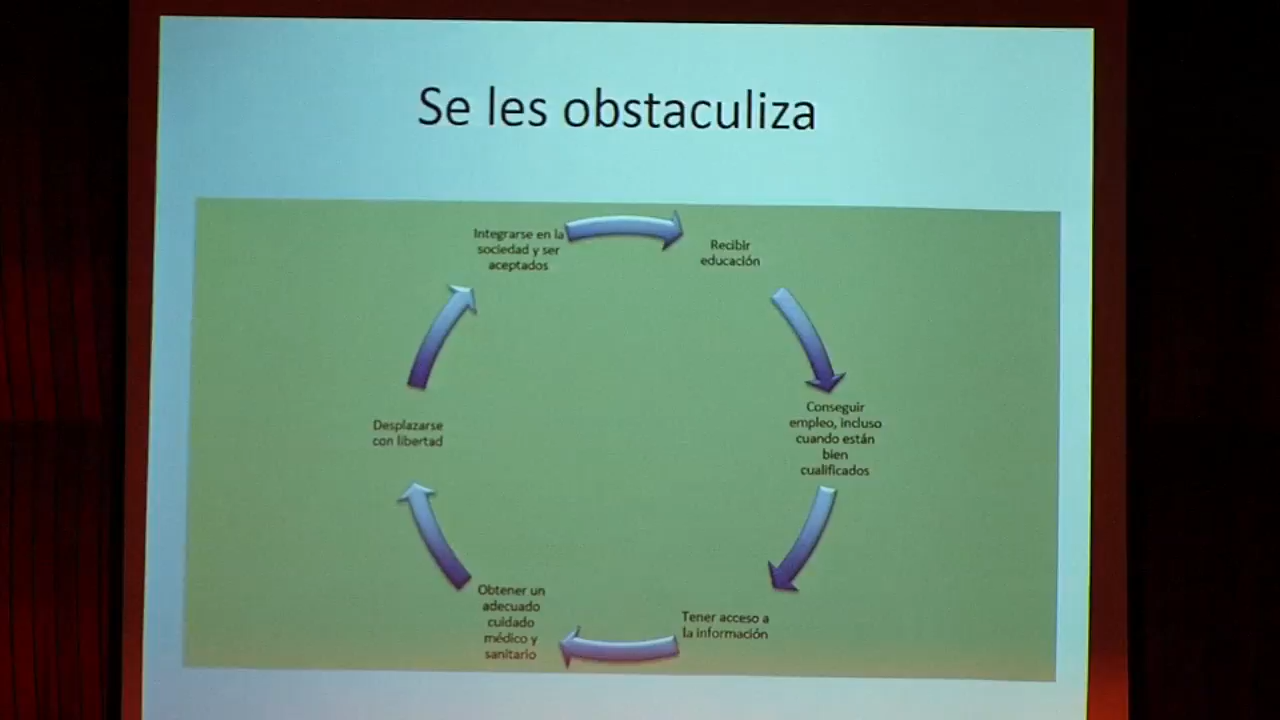 Se les obstaculiza
Integrarse en la
sociedad y ser
aceptados
Recibir
educación
Conseguir
empleo, incluso
cuando están
bien
cualificados
Tener acceso a
la información
Obtener un
adecuado
cuidado
médico y
sanitario
Desplazarse
con libertad